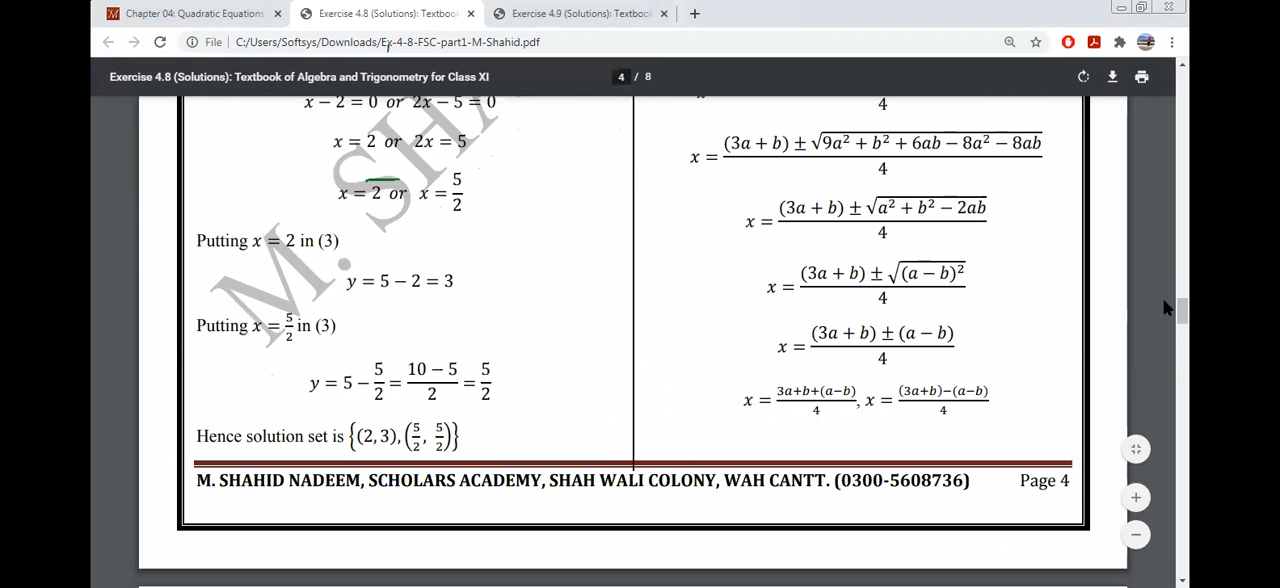 Chapter 04: Quadratic Equations
Exercise 4.8 (Solutions): Textbook
Exercise 4.9 (Solutions): Textbook
File
C:/Users/Softsys/Downloads/Ex-4-8-FSC-part1-M-Shahid.pdf
Exercise 4.8 (Solutions): Textbook of Algebra and Trigonometry for Class XI
4 / 8
x − 2 = 0 or 2x − 5 = 0
x = 2 or 2x = 5
x = 2 or x = 5/2
Putting x = 2 in (3)
y = 5 − 2 = 3
Putting x = 5/2 in (3)
y = 5 − 5/2 = (10 − 5)/2 = 5/2
Hence solution set is {(2, 3), (5/2, 5/2)}
4
x = ((3a + b) ± √(9a² + b² + 6ab − 8a² − 8ab))/4
x = ((3a + b) ± √(a² + b² − 2ab))/4
x = ((3a + b) ± √((a − b)²))/4
x = ((3a + b) ± (a − b))/4
x = (3a+b+(a−b))/4, x = ((3a+b)−(a−b))/4
M. SHA
M. SHAHID NADEEM, SCHOLARS ACADEMY, SHAH WALI COLONY, WAH CANTT. (0300-5608736) Page 4